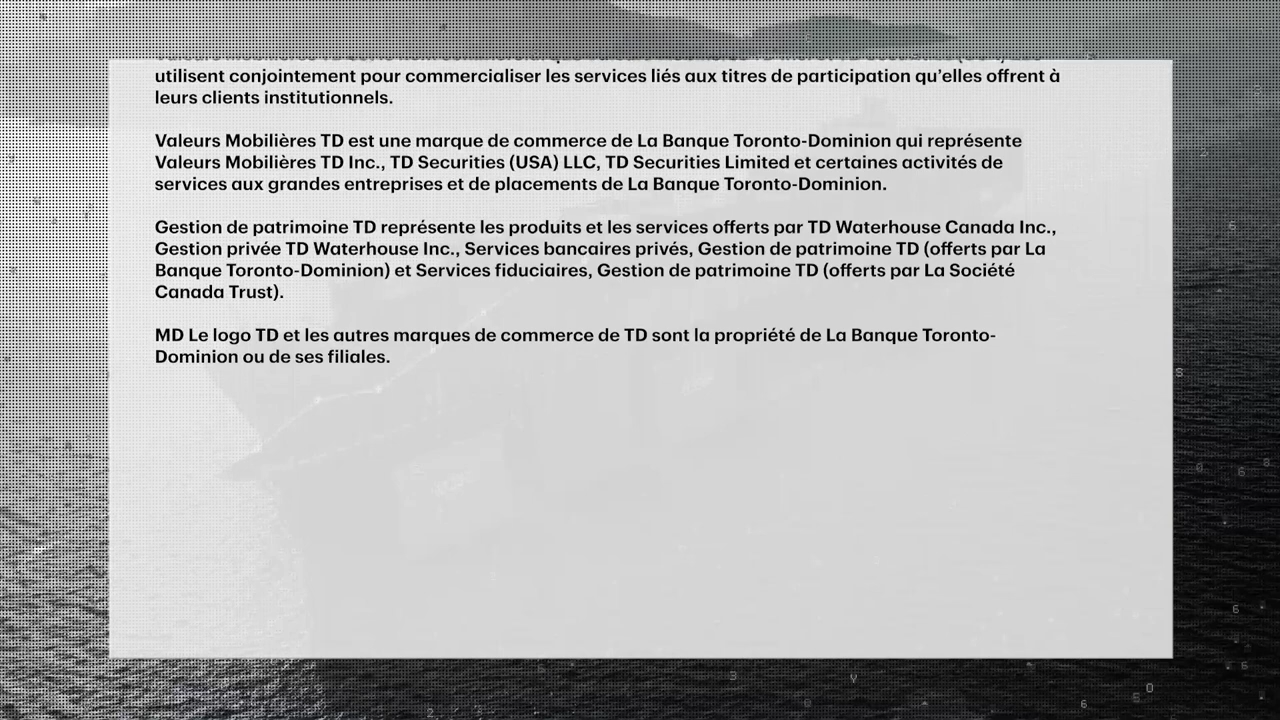 utilisent conjointement pour commercialiser les services liés aux titres de participation qu’elles offrent à
leurs clients institutionnels.
Valeurs Mobilières TD est une marque de commerce de La Banque Toronto-Dominion qui représente
Valeurs Mobilières TD Inc., TD Securities (USA) LLC, TD Securities Limited et certaines activités de
services aux grandes entreprises et de placements de La Banque Toronto-Dominion.
Gestion de patrimoine TD représente les produits et les services offerts par TD Waterhouse Canada Inc.,
Gestion privée TD Waterhouse Inc., Services bancaires privés, Gestion de patrimoine TD (offerts par La
Banque Toronto-Dominion) et Services fiduciaires, Gestion de patrimoine TD (offerts par La Société
Canada Trust).
MD Le logo TD et les autres marques de commerce de TD sont la propriété de La Banque Toronto-
Dominion ou de ses filiales.